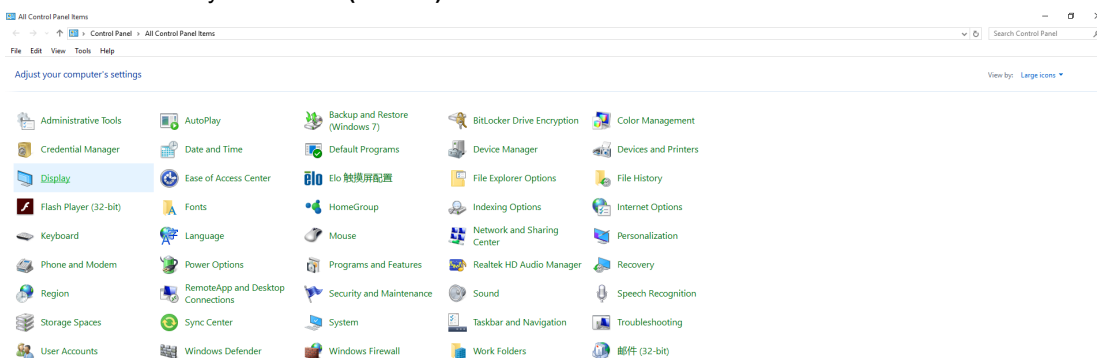 All Control Panel Items
Control Panel > All Control Panel Items
Search Control Panel
File Edit View Tools Help
Adjust your computer's settings
View by: Large icons
Administrative Tools
AutoPlay
Backup and Restore
(Windows 7)
BitLocker Drive Encryption
Color Management
Credential Manager
Date and Time
Default Programs
Device Manager
Devices and Printers
Display
Ease of Access Center
elo Elo 触摸屏配置
File Explorer Options
File History
Flash Player (32-bit)
Fonts
HomeGroup
Indexing Options
Internet Options
Keyboard
Language
Mouse
Network and Sharing
Center
Personalization
Phone and Modem
Power Options
Programs and Features
Realtek HD Audio Manager
Recovery
Region
RemoteApp and Desktop
Connections
Security and Maintenance
Sound
Speech Recognition
Storage Spaces
Sync Center
System
Taskbar and Navigation
Troubleshooting
User Accounts
Windows Defender
Windows Firewall
Work Folders
邮件 (32-bit)